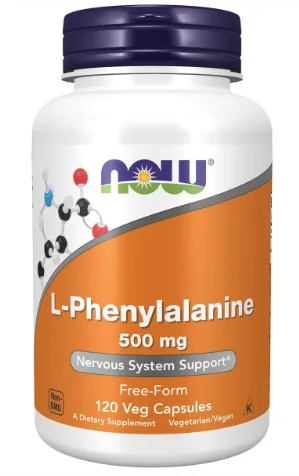 NOW®
L-Phenylalanine
500 mg
Nervous System Support^
Free-Form
120 Veg Capsules
A Dietary Supplement Vegetarian/Vegan
Non-
GMO
K